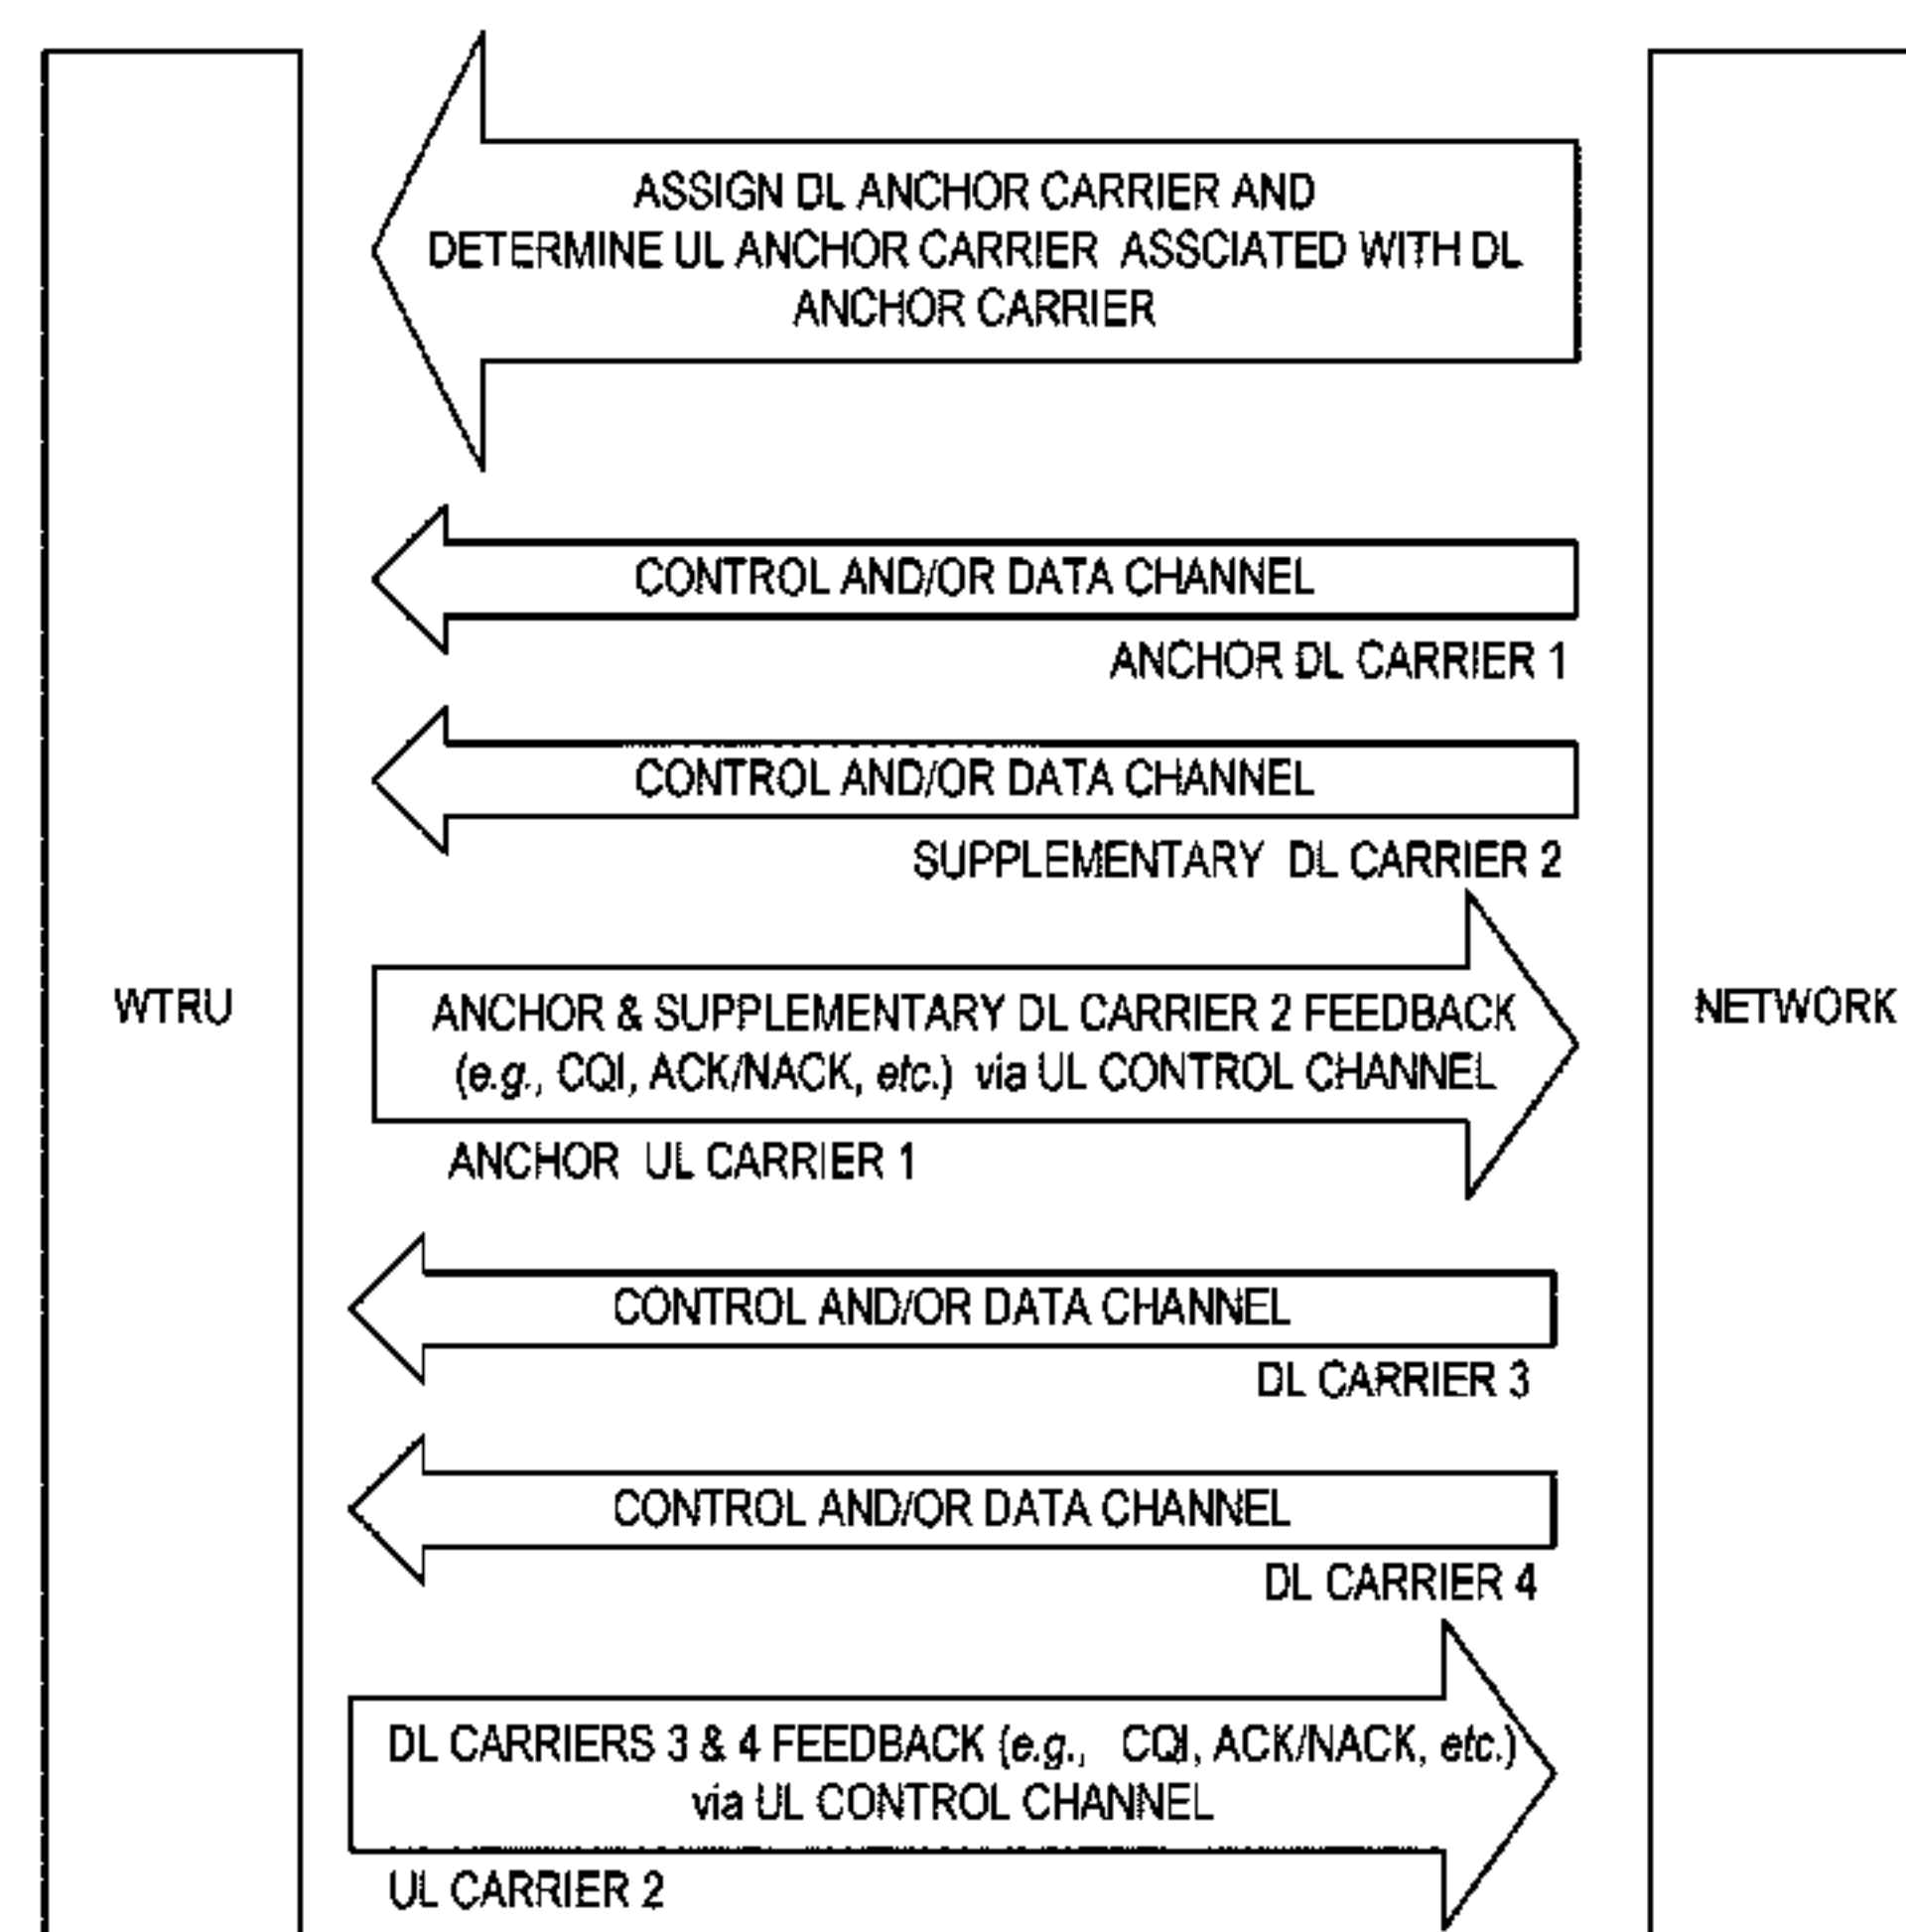 ASSIGN DL ANCHOR CARRIER AND
DETERMINE UL ANCHOR CARRIER ASSCIATED WITH DL
ANCHOR CARRIER
CONTROL AND/OR DATA CHANNEL
ANCHOR DL CARRIER 1
CONTROL AND/OR DATA CHANNEL
SUPPLEMENTARY DL CARRIER 2
WTRU
ANCHOR & SUPPLEMENTARY DL CARRIER 2 FEEDBACK
(e.g., CQI, ACK/NACK, etc.) via UL CONTROL CHANNEL
NETWORK
ANCHOR UL CARRIER 1
CONTROL AND/OR DATA CHANNEL
DL CARRIER 3
CONTROL AND/OR DATA CHANNEL
DL CARRIER 4
DL CARRIERS 3 & 4 FEEDBACK (e.g., CQI, ACK/NACK, etc.)
via UL CONTROL CHANNEL
UL CARRIER 2